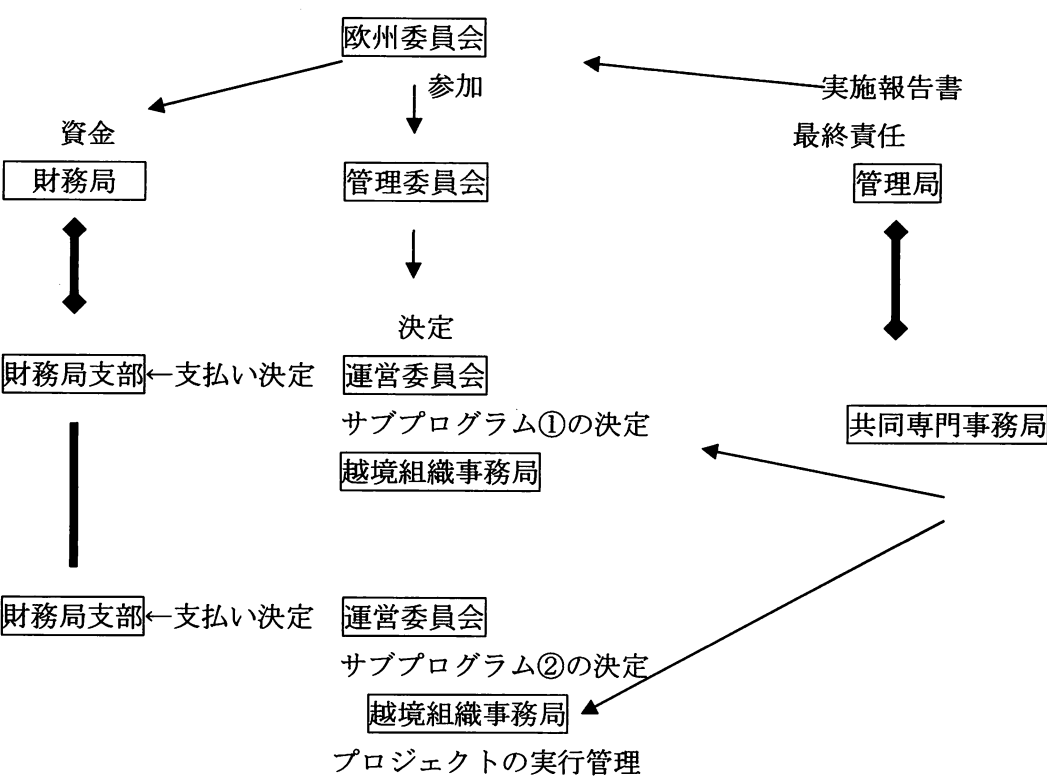 欧州委員会
参加
実施報告書
資金
最終責任
財務局
管理委員会
管理局
決定
財務局支部←支払い決定
運営委員会
サブプログラム①の決定
共同専門事務局
越境組織事務局
財務局支部←支払い決定
運営委員会
サブプログラム②の決定
越境組織事務局
プロジェクトの実行管理